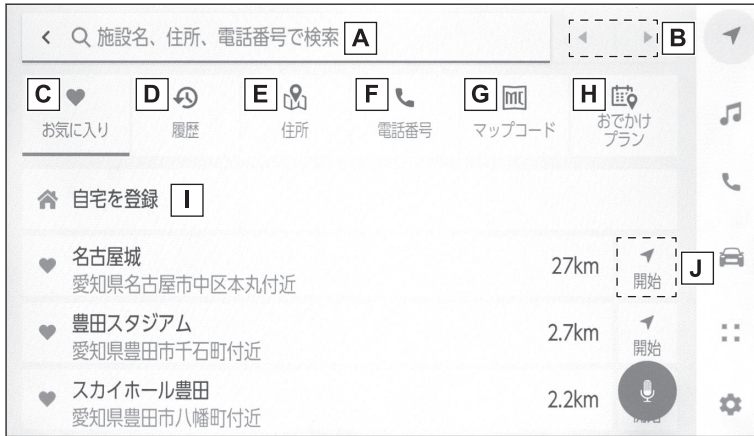 施設名、住所、電話番号で検索 A
B
C D E F G H
お気に入り 履歴 住所 電話番号 マップコード おでかけ
プラン
自宅を登録 I
名古屋城
愛知県名古屋市中区本丸付近
27km
開始
J
豊田スタジアム
愛知県豊田市千石町付近
2.7km
開始
スカイホール豊田
愛知県豊田市八幡町付近
2.2km